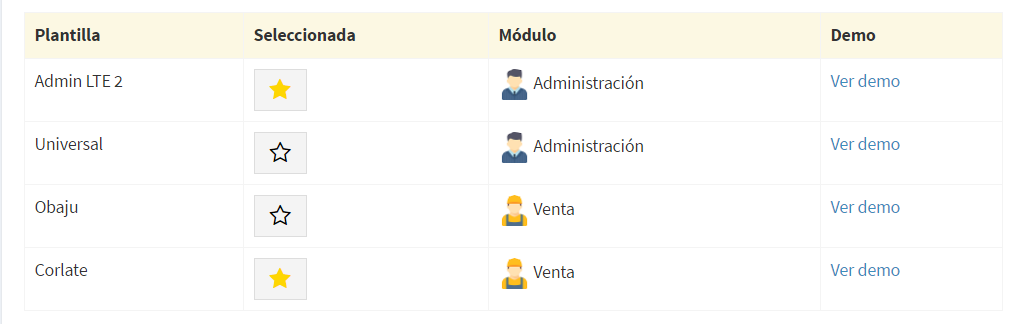 Plantilla Seleccionada Módulo Demo
Admin LTE 2 Administración Ver demo
Universal Administración Ver demo
Obaju Venta Ver demo
Corlate Venta Ver demo